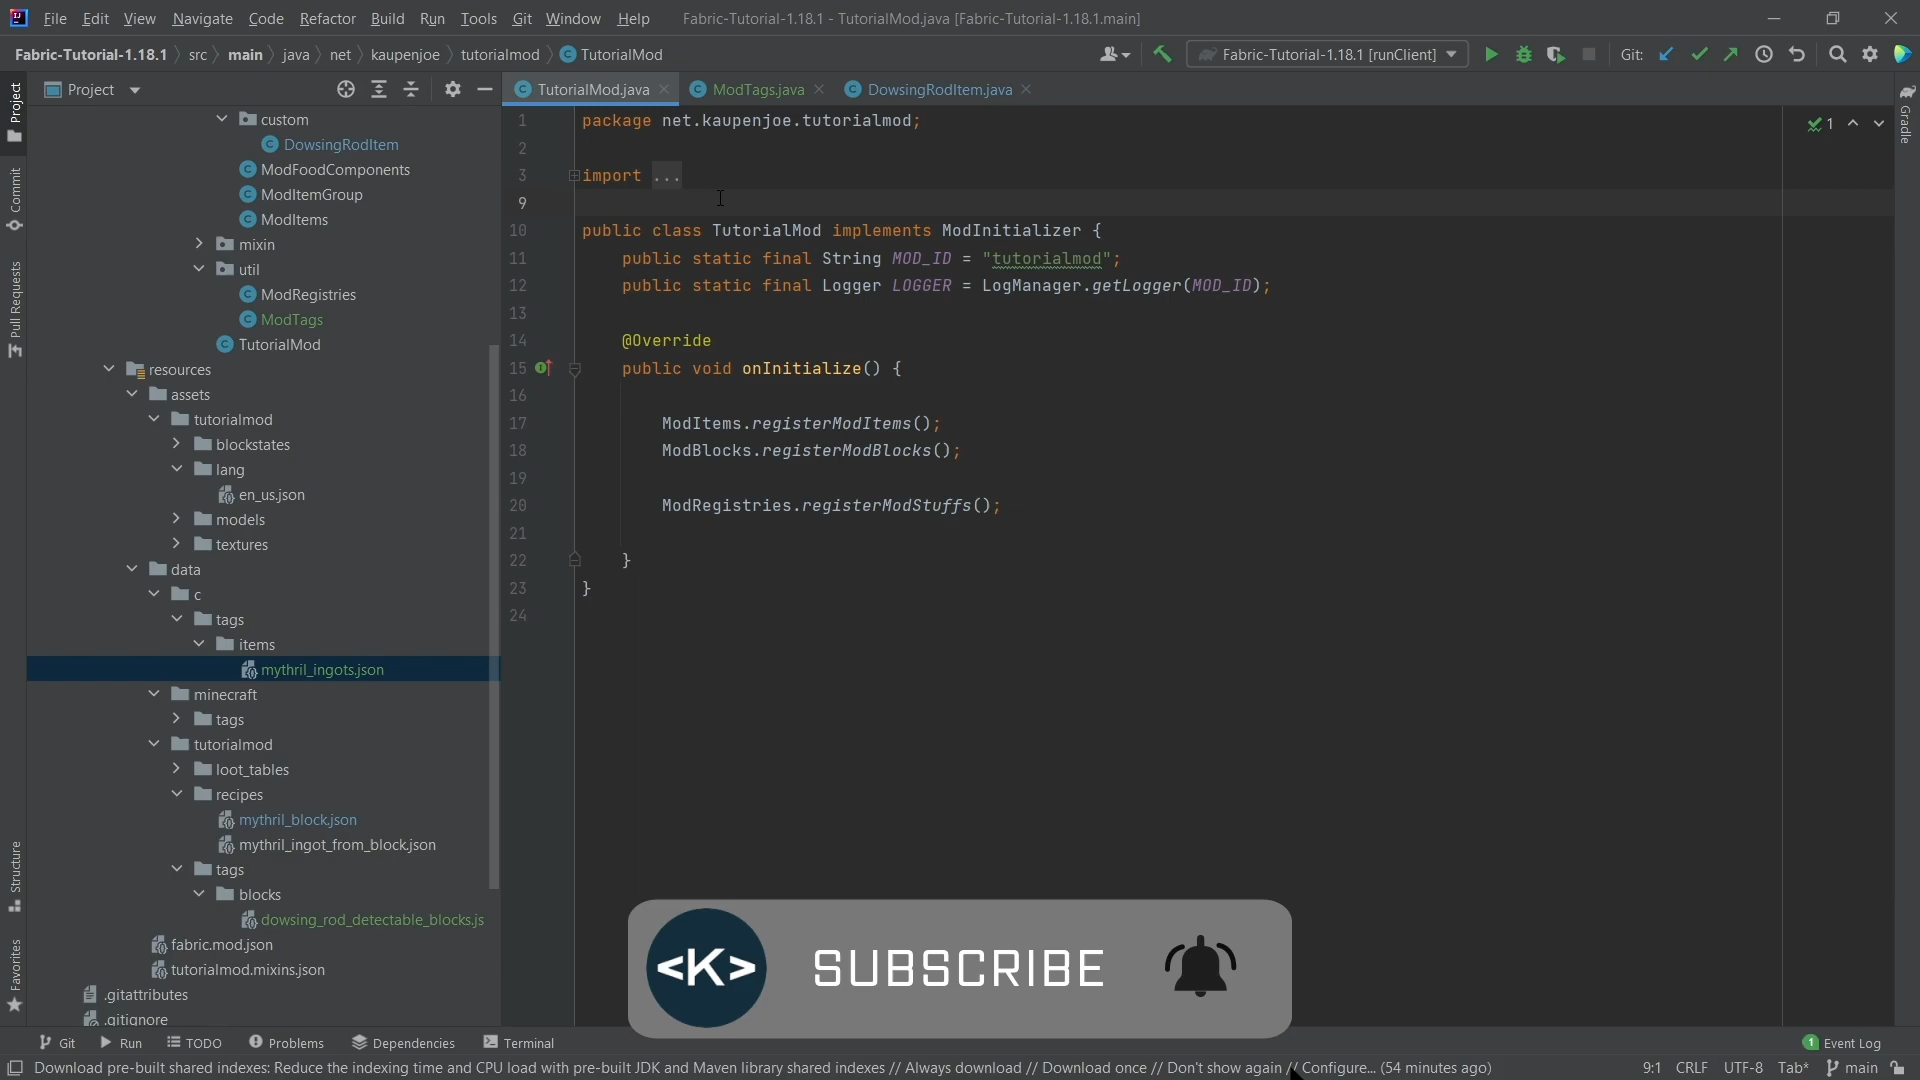 File Edit View Navigate Code Refactor Build Run Tools Git Window Help Fabric-Tutorial-1.18.1 - TutorialMod.java [Fabric-Tutorial-1.18.1.main]
Fabric-Tutorial-1.18.1 src main java net kaupenjoe tutorialmod TutorialMod Fabric-Tutorial-1.18.1 [runClient] Git:
Project TutorialMod.java ModTags.java DowsingRodItem.java
Project
Commit
Pull Requests
Structure
Favorites
Gradle
custom
DowsingRodItem
ModFoodComponents
ModItemGroup
ModItems
mixin
util
ModRegistries
ModTags
TutorialMod
resources
assets
tutorialmod
blockstates
lang
en_us.json
models
textures
data
c
tags
items
mythril_ingots.json
minecraft
tags
tutorialmod
loot_tables
recipes
mythril_block.json
mythril_ingot_from_block.json
tags
blocks
dowsing_rod_detectable_blocks.js
fabric.mod.json
tutorialmod.mixins.json
.gitattributes
.gitignore
1 package net.kaupenjoe.tutorialmod; 1
2
3 import ...
9
10 public class TutorialMod implements ModInitializer {
11 public static final String MOD_ID = "tutorialmod";
12 public static final Logger LOGGER = LogManager.getLogger(MOD_ID);
13
14 @Override
15 public void onInitialize() {
16
17 ModItems.registerModItems();
18 ModBlocks.registerModBlocks();
19
20 ModRegistries.registerModStuffs();
21
22 }
23 }
24
<K> SUBSCRIBE
Git Run TODO Problems Dependencies Terminal 1 Event Log
Download pre-built shared indexes: Reduce the indexing time and CPU load with pre-built JDK and Maven library shared indexes // Always download // Download once // Don't show again // Configure... (54 minutes ago) 9:1 CRLF UTF-8 Tab* main